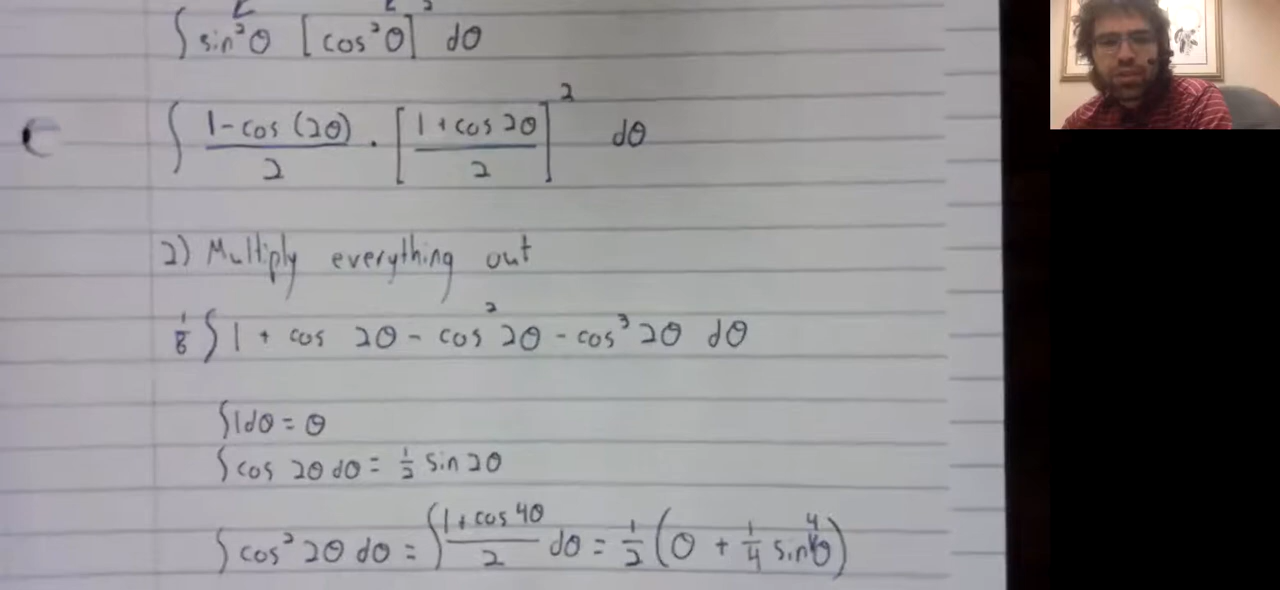 ∫ sin²θ [cos²θ]² dθ
∫ (1-cos(2θ))/2 · [(1+cos 2θ)/2]² dθ
2) Multiply everything out
1/8 ∫ 1 + cos 2θ - cos² 2θ - cos³ 2θ dθ
∫1dθ = θ
∫cos 2θ dθ = 1/2 sin 2θ
∫cos² 2θ dθ = ∫(1+cos 4θ)/2 dθ = 1/2 (θ + 1/4 sin 4θ)